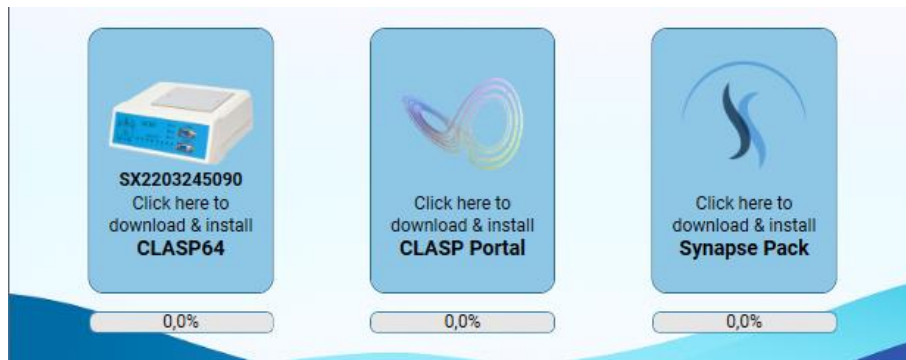 SX2203245090
Click here to
download & install
CLASP64
Click here to
download & install
CLASP Portal
Click here to
download & install
Synapse Pack
0,0%
0,0%
0,0%